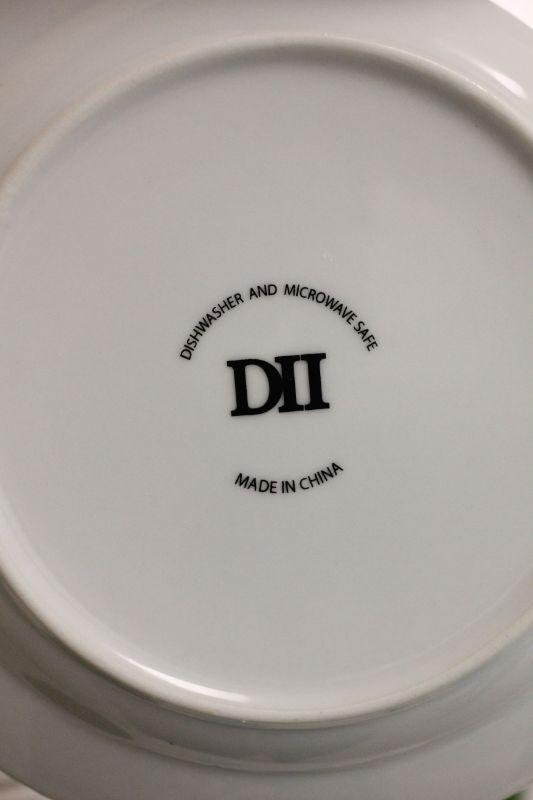 DISHWASHER AND MICROWAVE SAFE
DII
MADE IN CHINA